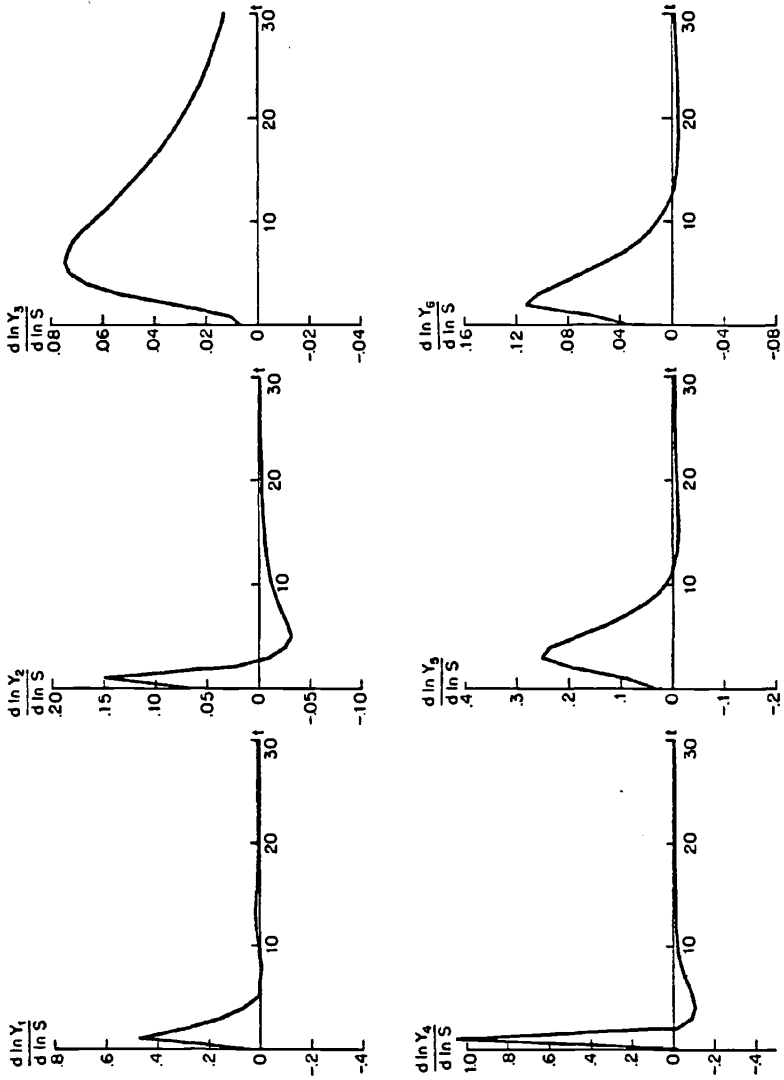 d ln Y₁
d ln S
.8
.6
.4
.2
0
-.2
-.4
10 20 30 t
d ln Y₂
d ln S
.20
.15
.10
.05
0
-.05
-.10
10 20 30 t
d ln Y₃
d ln S
.08
.06
.04
.02
0
-.02
-.04
10 20 30 t
d ln Y₄
d ln S
1.0
.8
.6
.4
.2
0
-.2
-.4
10 20 30 t
d ln Y₅
d ln S
.4
.3
.2
.1
0
-.1
-.2
10 20 30 t
d ln Y₆
d ln S
.16
.12
.08
.04
0
-.04
-.08
10 20 30 t